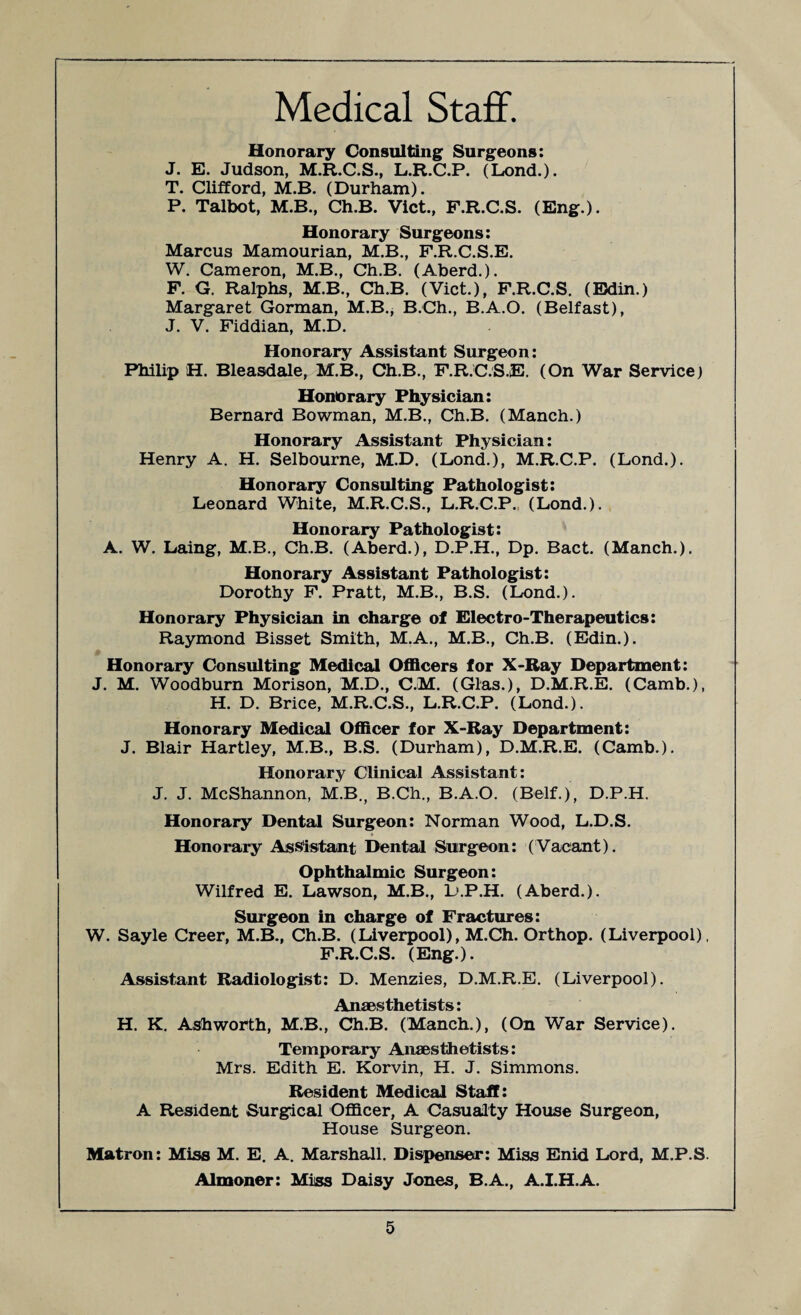 Medical Staff.
Honorary Consulting Surgeons:
J. E. Judson, M.R.C.S., L.R.C.P. (Lond.).
T. Clifford, M.B. (Durham).
P. Talbot, M.B., Ch.B. Vict., F.R.C.S. (Eng.).
Honorary Surgeons:
Marcus Mamourian, M.B., F.R.C.S.E.
W. Cameron, M.B., Ch.B. (Aberd.).
F. G. Ralphs, M.B., Ch.B. (Vict.), F.R.C.S. (Edin.)
Margaret Gorman, M.B., B.Ch., B.A.O. (Belfast),
J. V. Fiddian, M.D.
Honorary Assistant Surgeon:
Philip H. Bleasdale, M.B., Ch.B., F.R.C.S.E. (On War Service)
Honorary Physician:
Bernard Bowman, M.B., Ch.B. (Manch.)
Honorary Assistant Physician:
Henry A. H. Selbourne, M.D. (Lond.), M.R.C.P. (Lond.).
Honorary Consulting Pathologist:
Leonard White, M.R.C.S., L.R.C.P. (Lond.).
Honorary Pathologist:
A. W. Laing, M.B., Ch.B. (Aberd.), D.P.H., Dp. Bact. (Manch.).
Honorary Assistant Pathologist:
Dorothy F. Pratt, M.B., B.S. (Lond.).
Honorary Physician in charge of Electro-Therapeutics:
Raymond Bisset Smith, M.A., M.B., Ch.B. (Edin.).
Honorary Consulting Medical Officers for X-Ray Department:
J. M. Woodburn Morison, M.D., C.M. (Glas.), D.M.R.E. (Camb.),
H. D. Brice, M.R.C.S., L.R.C.P. (Lond.).
Honorary Medical Officer for X-Ray Department:
J. Blair Hartley, M.B., B.S. (Durham), D.M.R.E. (Camb.).
Honorary Clinical Assistant:
J. J. McShannon, M.B., B.Ch., B.A.O. (Belf.), D.P.H.
Honorary Dental Surgeon: Norman Wood, L.D.S.
Honorary Assistant Dental Surgeon: (Vacant).
Ophthalmic Surgeon:
Wilfred E. Lawson, M.B., D.P.H. (Aberd.).
Surgeon in charge of Fractures:
W. Sayle Creer, M.B., Ch.B. (Liverpool), M.Ch. Orthop. (Liverpool),
F.R.C.S. (Eng.).
Assistant Radiologist: D. Menzies, D.M.R.E. (Liverpool).
Anæsthetists:
H. K. Ashworth, M.B., Ch.B. (Manch.), (On War Service).
Temporary Anæsthetists:
Mrs. Edith E. Korvin, H. J. Simmons.
Resident Medical Staff:
A Resident Surgical Officer, A Casualty House Surgeon,
House Surgeon.
Matron: Miss M. E. A. Marshall. Dispenser: Miss Enid Lord, M.P.S.
Almoner: Miss Daisy Jones, B.A., A.I.H.A.
5